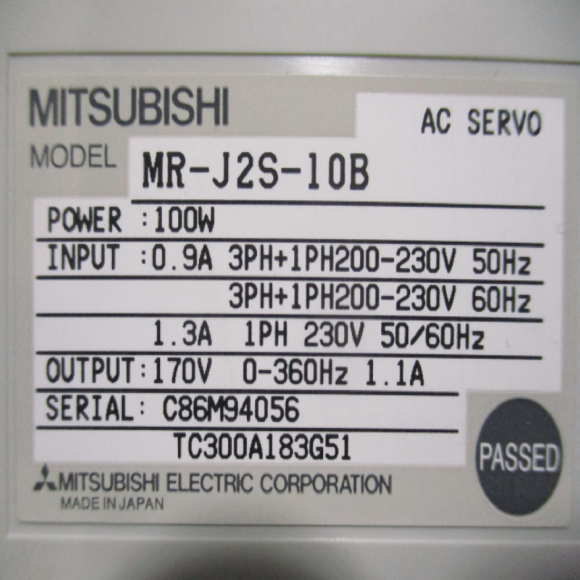 MITSUBISHI
AC SERVO
MODEL MR-J2S-10B
POWER :100W
INPUT :0.9A 3PH+1PH200-230V 50Hz
3PH+1PH200-230V 60Hz
1.3A 1PH 230V 50/60Hz
OUTPUT:170V 0-360Hz 1.1A
SERIAL: C86M94056
TC300A183G51
PASSED
MITSUBISHI ELECTRIC CORPORATION
MADE IN JAPAN